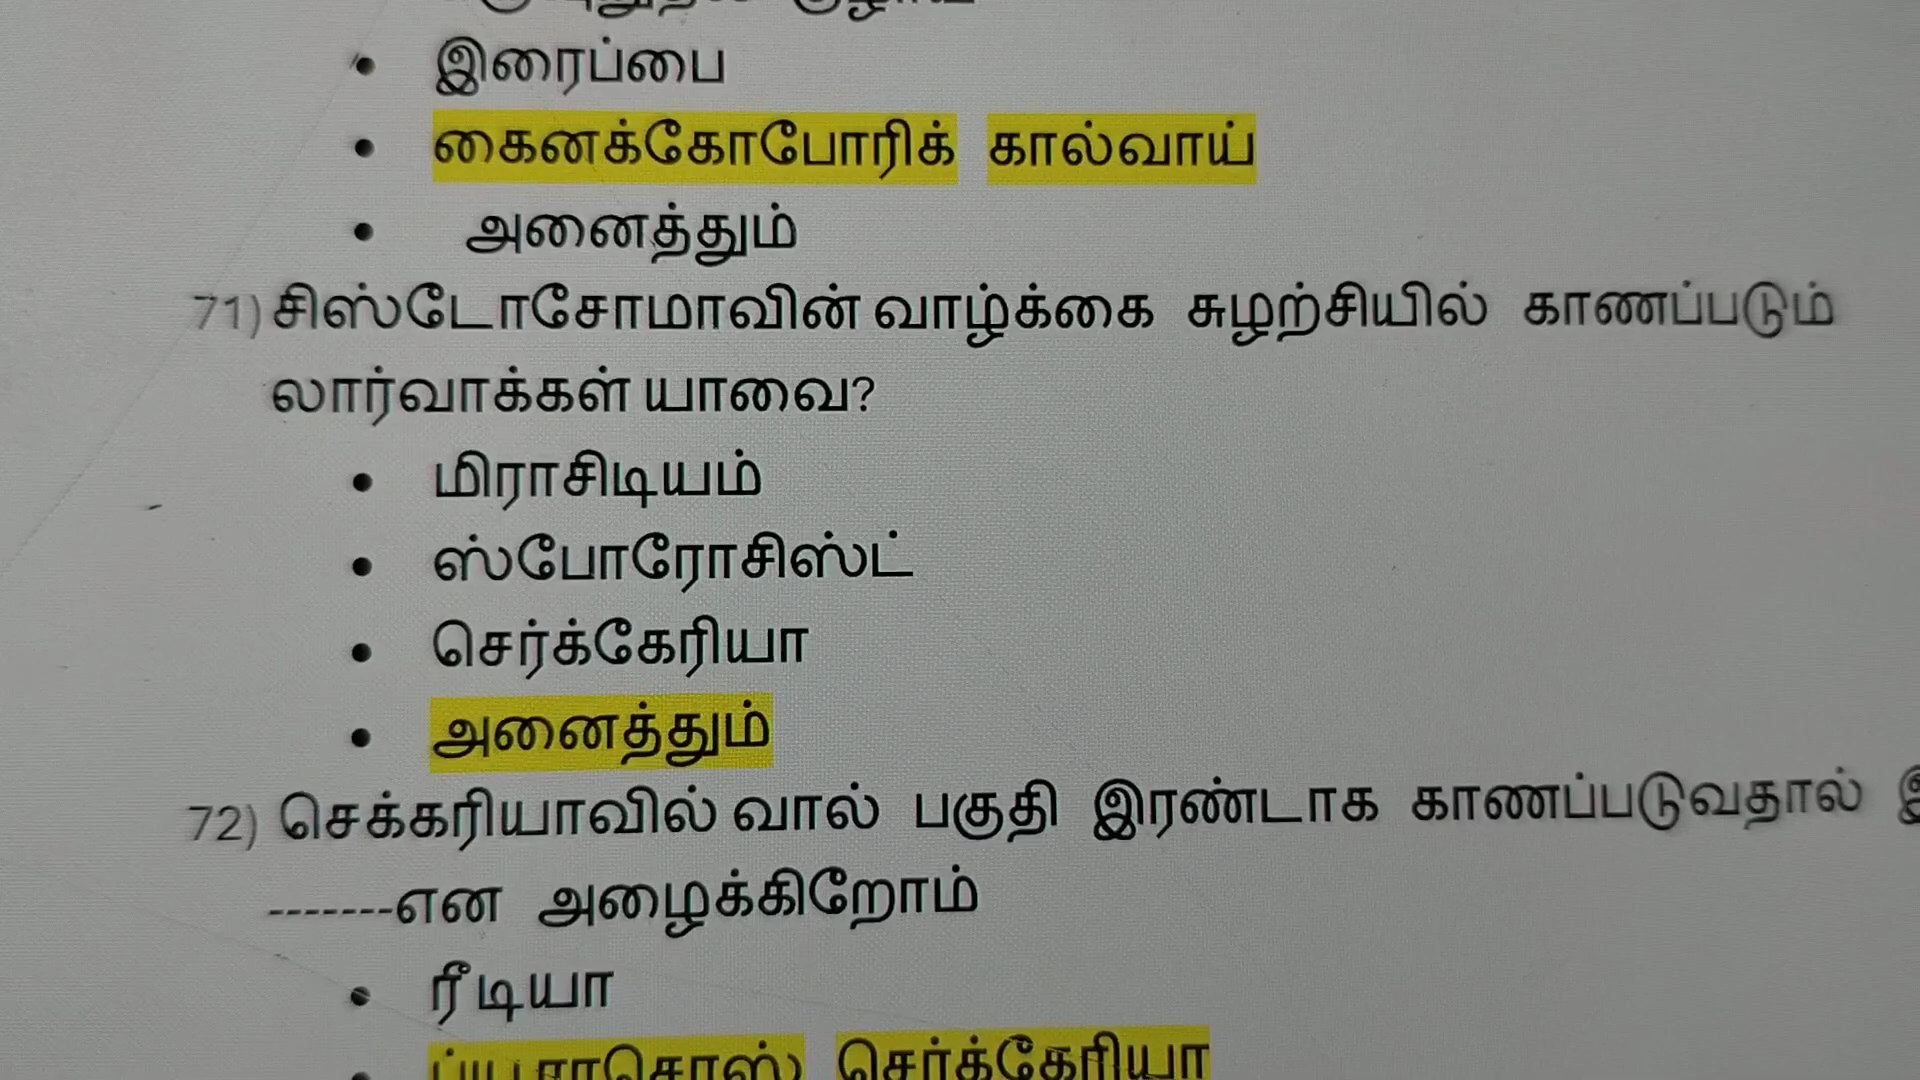 • இரைப்பை
• கைனக்கோபோரிக் கால்வாய்
• அனைத்தும்
71) சிஸ்டோசோமாவின் வாழ்க்கை சுழற்சியில் காணப்படும்
லார்வாக்கள் யாவை?
• மிராசிடியம்
• ஸ்போரோசிஸ்ட்
• செர்க்கேரியா
• அனைத்தும்
72) செக்கரியாவில் வால் பகுதி இரண்டாக காணப்படுவதால்
-------என அழைக்கிறோம்
• ரீடியா
• செர்க்கேரியா